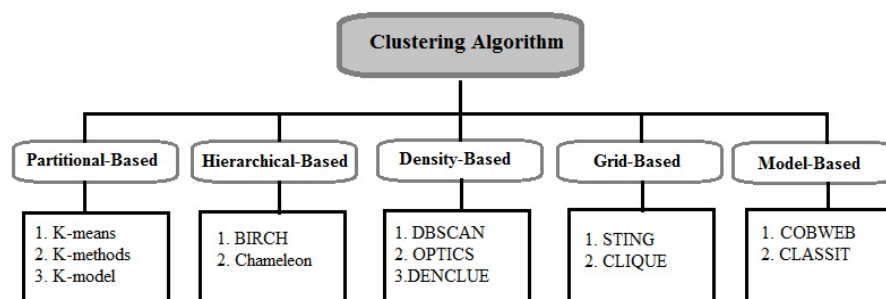 Clustering Algorithm
Partitional-Based
Hierarchical-Based
Density-Based
Grid-Based
Model-Based
1. K-means
2. K-methods
3. K-model
1. BIRCH
2. Chameleon
1. DBSCAN
2. OPTICS
3.DENCLUE
1. STING
2. CLIQUE
1. COBWEB
2. CLASSIT